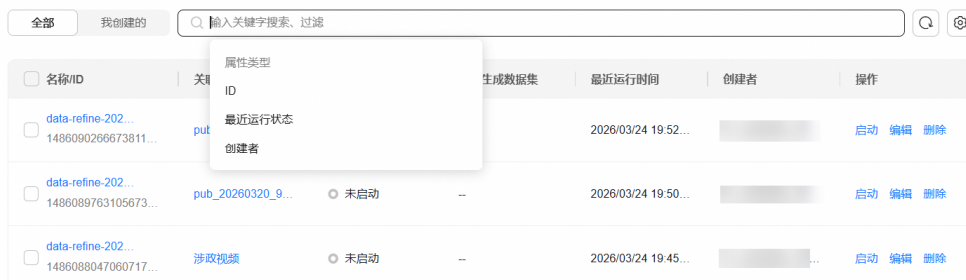 全部 我创建的 输入关键字搜索、过滤
属性类型
ID
最近运行状态
创建者
名称/ID 关 生成数据集 最近运行时间 创建者 操作
data-refine-202... pub 2026/03/24 19:52... 启动 编辑 删除
1486090266673811...
data-refine-202... pub_20260320_9... 未启动 -- 2026/03/24 19:50... 启动 编辑 删除
1486089763105673...
data-refine-202... 涉政视频 未启动 -- 2026/03/24 19:45... ... 启动 编辑 删除
1486088047060717...